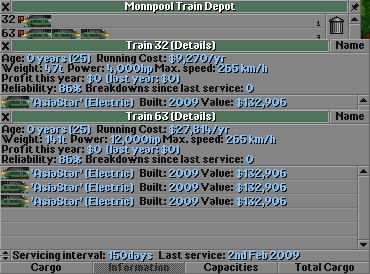 Monnpool Train Depot
32
1
63
3
Train 32 (Details) Name
Age: 0 years (25) Running Cost: $9,270/yr
Weight: 47t Power: 4,000hp Max. speed: 265 km/h
Profit this year: $0 (last year: $0)
Reliability: 86% Breakdowns since last service: 0
'AsiaStar' (Electric) Built: 2009 Value: $132,906
Train 63 (Details) Name
Age: 0 years (25) Running Cost: $27,814/yr
Weight: 141t Power: 12,000hp Max. speed: 265 km/h
Profit this year: $0 (last year: $0)
Reliability: 86% Breakdowns since last service: 0
'AsiaStar' (Electric) Built: 2009 Value: $132,906
'AsiaStar' (Electric) Built: 2009 Value: $132,906
'AsiaStar' (Electric) Built: 2009 Value: $132,906
Servicing interval: 150days Last service: 2nd Feb 2009
Cargo Information Capacities Total Cargo